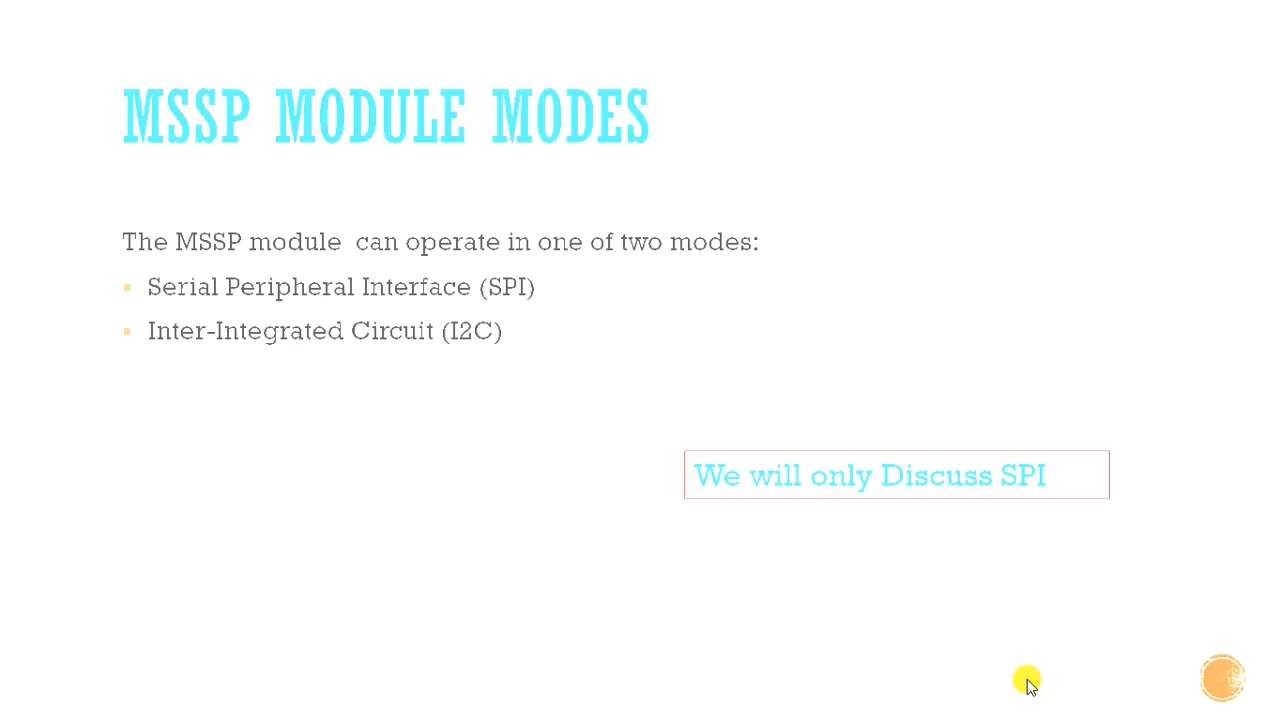 MSSP MODULE MODES
The MSSP module can operate in one of two modes:
▪ Serial Peripheral Interface (SPI)
▪ Inter-Integrated Circuit (I2C)
We will only Discuss SPI